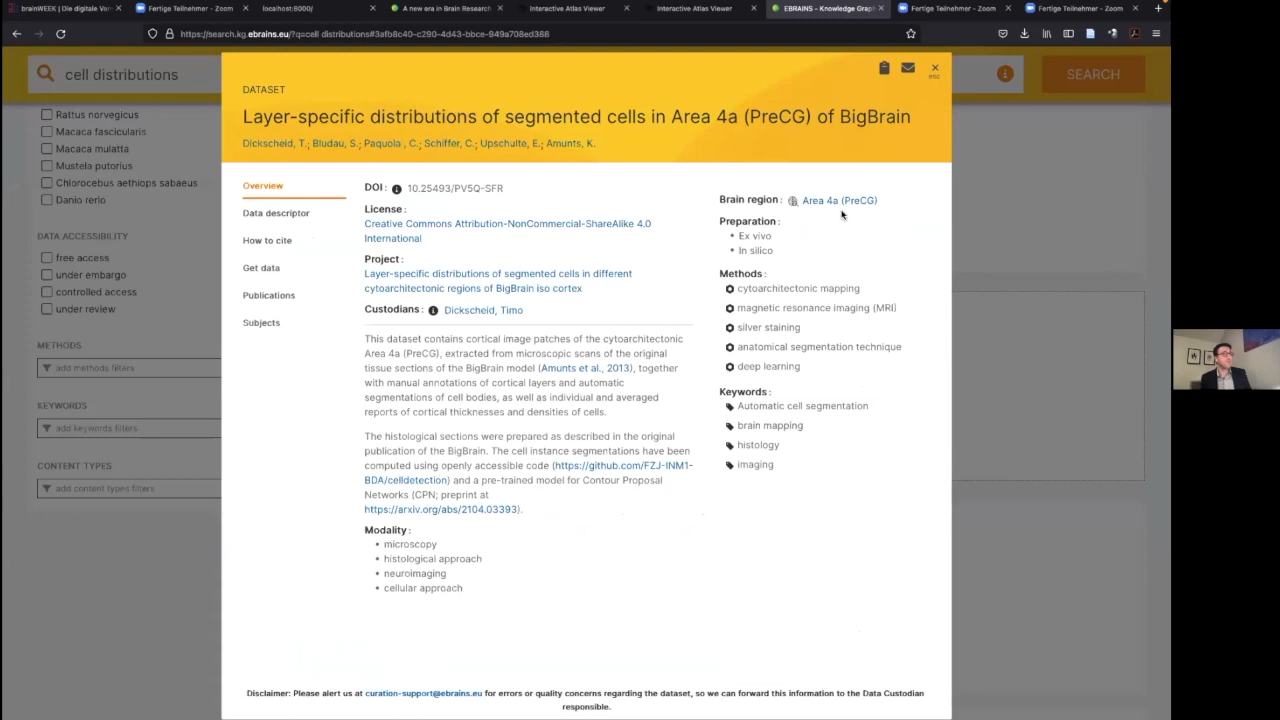 brainWEEK | Die digitale Ver
Fertige Teilnehmer - Zoom
localhost:8000/
A new era in Brain Research
Interactive Atlas Viewer
Interactive Atlas Viewer
EBRAINS - Knowledge Grap
Fertige Teilnehmer - Zoom
Fertige Teilnehmer - Zoom
https://search.kg.ebrains.eu/?q=cell distributions#3afb8c40-c290-4d43-bbce-949a708ed368
cell distributions
SEARCH
Rattus norvegicus
Macaca fascicularis
Macaca mulatta
Mustela putorius
Chlorocebus aethiops sabaeus
Danio rerio
DATA ACCESSIBILITY
free access
under embargo
controlled access
under review
METHODS
add methods filters
KEYWORDS
add keywords filters
CONTENT TYPES
add content types filters
esc
DATASET
Layer-specific distributions of segmented cells in Area 4a (PreCG) of BigBrain
Dickscheid, T.; Bludau, S.; Paquola , C.; Schiffer, C.; Upschulte, E.; Amunts, K.
Overview
Data descriptor
How to cite
Get data
Publications
Subjects
DOI : 10.25493/PV5Q-SFR
License :
Creative Commons Attribution-NonCommercial-ShareAlike 4.0
International
Project :
Layer-specific distributions of segmented cells in different
cytoarchitectonic regions of BigBrain iso cortex
Custodians : Dickscheid, Timo
This dataset contains cortical image patches of the cytoarchitectonic
Area 4a (PreCG), extracted from microscopic scans of the original
tissue sections of the BigBrain model (Amunts et al., 2013), together
with manual annotations of cortical layers and automatic
segmentations of cell bodies, as well as individual and averaged
reports of cortical thicknesses and densities of cells.
The histological sections were prepared as described in the original
publication of the BigBrain. The cell instance segmentations have been
computed using openly accessible code (https://github.com/FZJ-INM1-
BDA/celldetection) and a pre-trained model for Contour Proposal
Networks (CPN; preprint at
https://arxiv.org/abs/2104.03393).
Modality :
• microscopy
• histological approach
• neuroimaging
• cellular approach
Brain region : Area 4a (PreCG)
Preparation :
• Ex vivo
• In silico
Methods :
cytoarchitectonic mapping
magnetic resonance imaging (MRI)
silver staining
anatomical segmentation technique
deep learning
Keywords :
Automatic cell segmentation
brain mapping
histology
imaging
Disclaimer: Please alert us at curation-support@ebrains.eu for errors or quality concerns regarding the dataset, so we can forward this information to the Data Custodian
responsible.